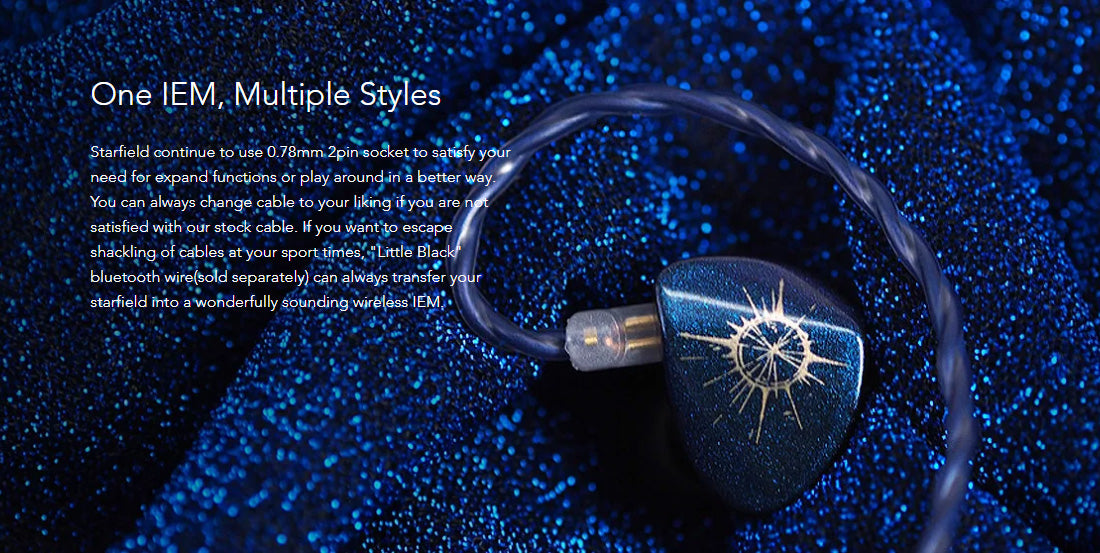 One IEM, Multiple Styles
Starfield continue to use 0.78mm 2pin socket to satisfy your
need for expand functions or play around in a better way.
You can always change cable to your liking if you are not
satisfied with our stock cable. If you want to escape
shackling of cables at your sport times, "Little Black"
bluetooth wire(sold separately) can always transfer your
starfield into a wonderfully sounding wireless IEM.